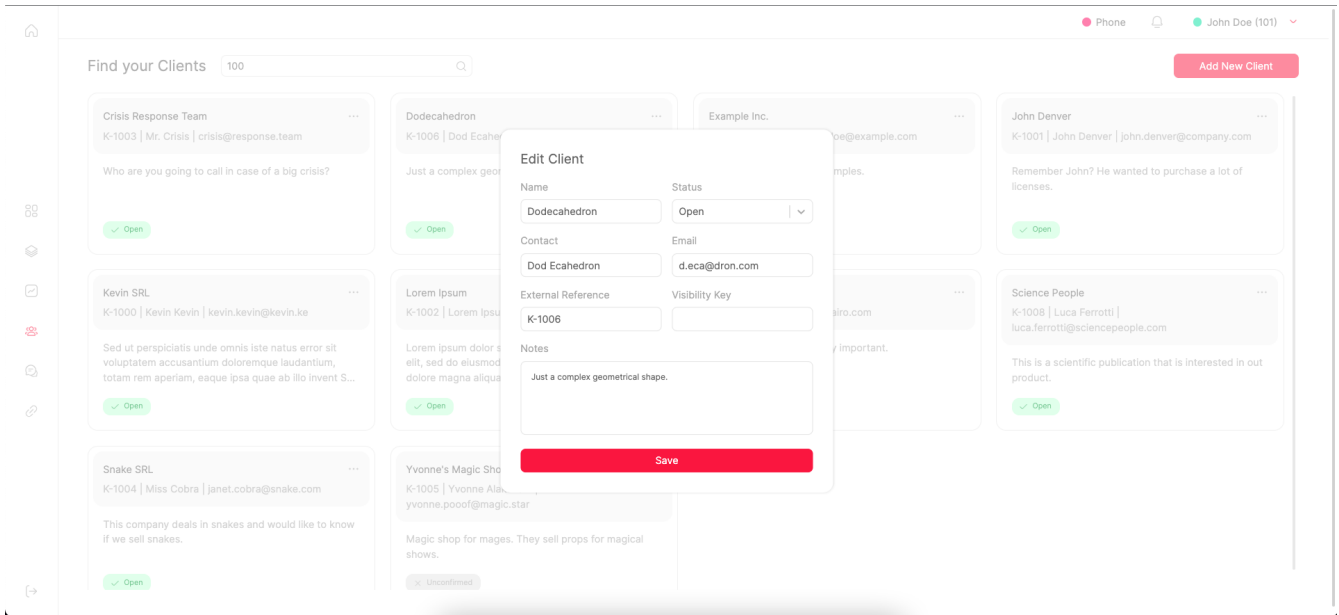 Phone
John Doe (101)
Find your Clients
100
Add New Client
Crisis Response Team
K-1003 | Mr. Crisis | crisis@response.team
Who are you going to call in case of a big crisis?
Open
Dodecahedron
K-1006 | Dod
Just a complex
Open
Example Inc.
@example.com
John Denver
K-1001 | John Denver | john.denver@company.com
Remember John? He wanted to purchase a lot of
licenses.
Open
Edit Client
Name
Status
Dodecahedron
Open
Contact
Email
Dod Ecahedron
d.eca@dron.com
External Reference
Visibility Key
K-1006
Notes
Just a complex geometrical shape.
Save
Kevin SRL
K-1000 | Kevin Kevin | kevin.kevin@kevin.ke
Sed ut perspiciatis unde omnis iste natus error sit
voluptatem accusantium doloremque laudantium,
totam rem aperiam, eaque ipsa quae ab illo invent S...
Open
Lorem Ipsum
K-1002 | Lorem
Lorem ipsum dolor
elit, sed do eiusmod
dolore magna aliqua
Open
important.
Science People
K-1008 | Luca Ferrotti |
luca.ferrotti@sciencepeople.com
This is a scientific publication that is interested in out
product.
Open
Snake SRL
K-1004 | Miss Cobra | janet.cobra@snake.com
This company deals in snakes and would like to know
if we sell snakes.
Open
Yvonne's Magic
K-1005 | Yvonne
yvonne.pooof@magic.star
Magic shop for mages. They sell props for magical
shows.
Unconfirmed